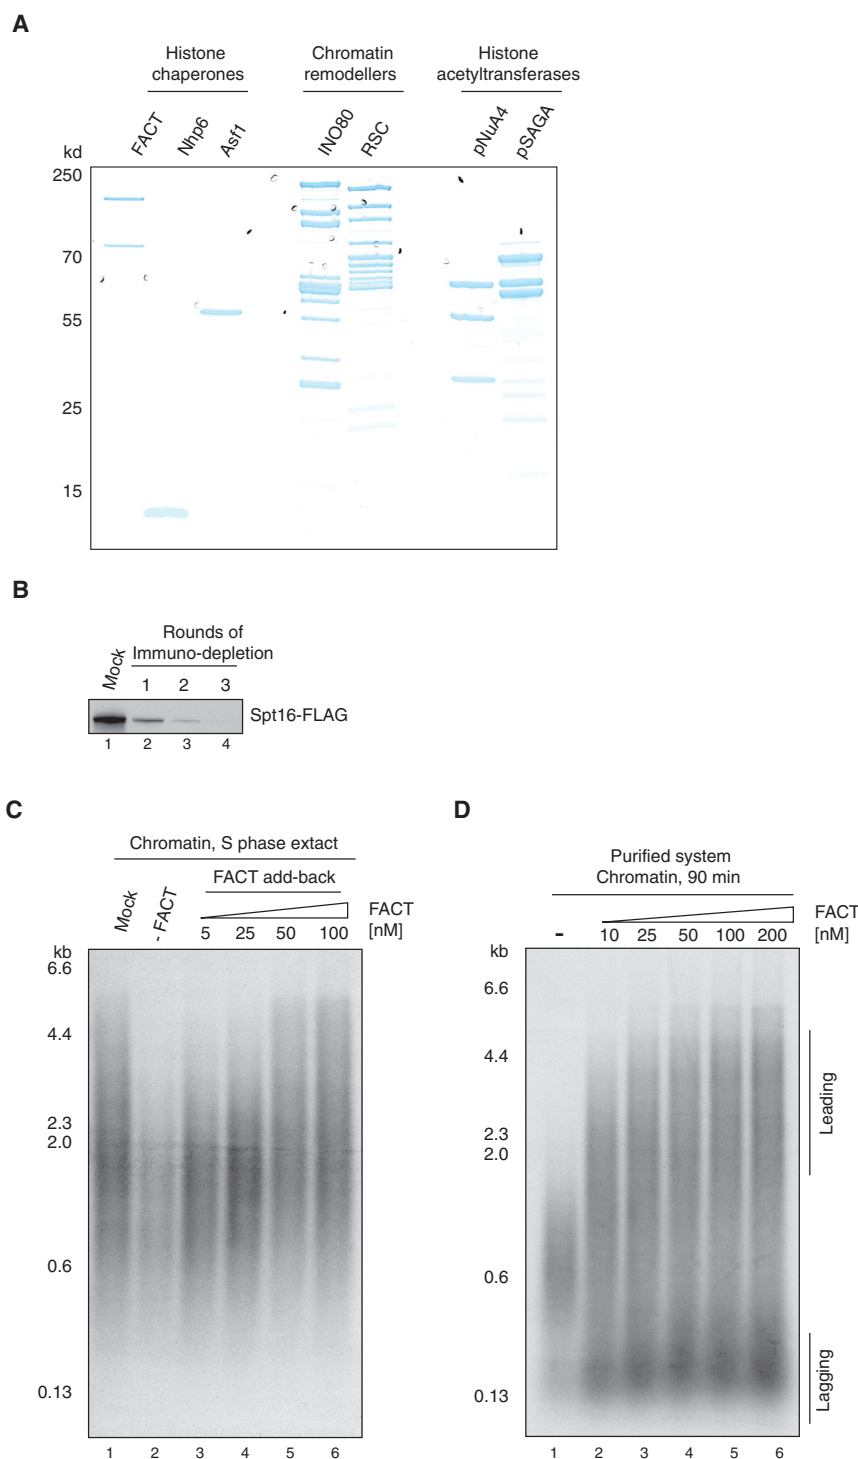 A
Histone
chaperones
Chromatin
remodellers
Histone
acetyltransferases
FACT
Nhp6
Asf1
INO80
RSC
pNuA4
pSAGA
kd
250
70
55
25
15
B
Rounds of
Immuno-depletion
Mock
1 2 3
Spt16-FLAG
1 2 3 4
C
Chromatin, S phase extact
FACT add-back
Mock
- FACT
5 25 50 100
FACT
[nM]
kb
6.6
4.4
2.3
2.0
0.6
0.13
1 2 3 4 5 6
D
Purified system
Chromatin, 90 min
- 10 25 50 100 200
FACT
[nM]
kb
6.6
4.4
2.3
2.0
0.6
0.13
Leading
Lagging
1 2 3 4 5 6